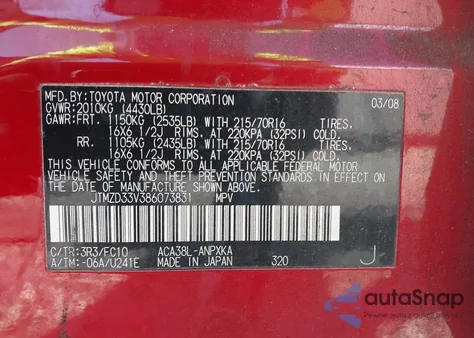 MFD.BY: TOYOTA MOTOR CORPORATION 03/08
GVWR: 2010KG (4430LB)
GAWR: FRT. 1150KG (2535LB) WITH 215/70R16 TIRES,
16X6 1/2J RIMS, AT 220KPA (32PSI) COLD.
RR. 1105KG (2435LB) WITH 215/70R16 TIRES,
16X6 1/2J RIMS, AT 220KPA (32PSI) COLD.
THIS VEHICLE CONFORMS TO ALL APPLICABLE FEDERAL MOTOR
VEHICLE SAFETY AND THEFT PREVENTION STANDARDS IN EFFECT
ON THE DATE OF MANUFACTURE SHOWN ABOVE.
JTMZD33V386073831 MPV
C/TR:3R3/FC10 ACA38L-ANPXKA
A/TM:-06A/U241E MADE IN JAPAN 320 J
autoSnap
Pewne auto z USA